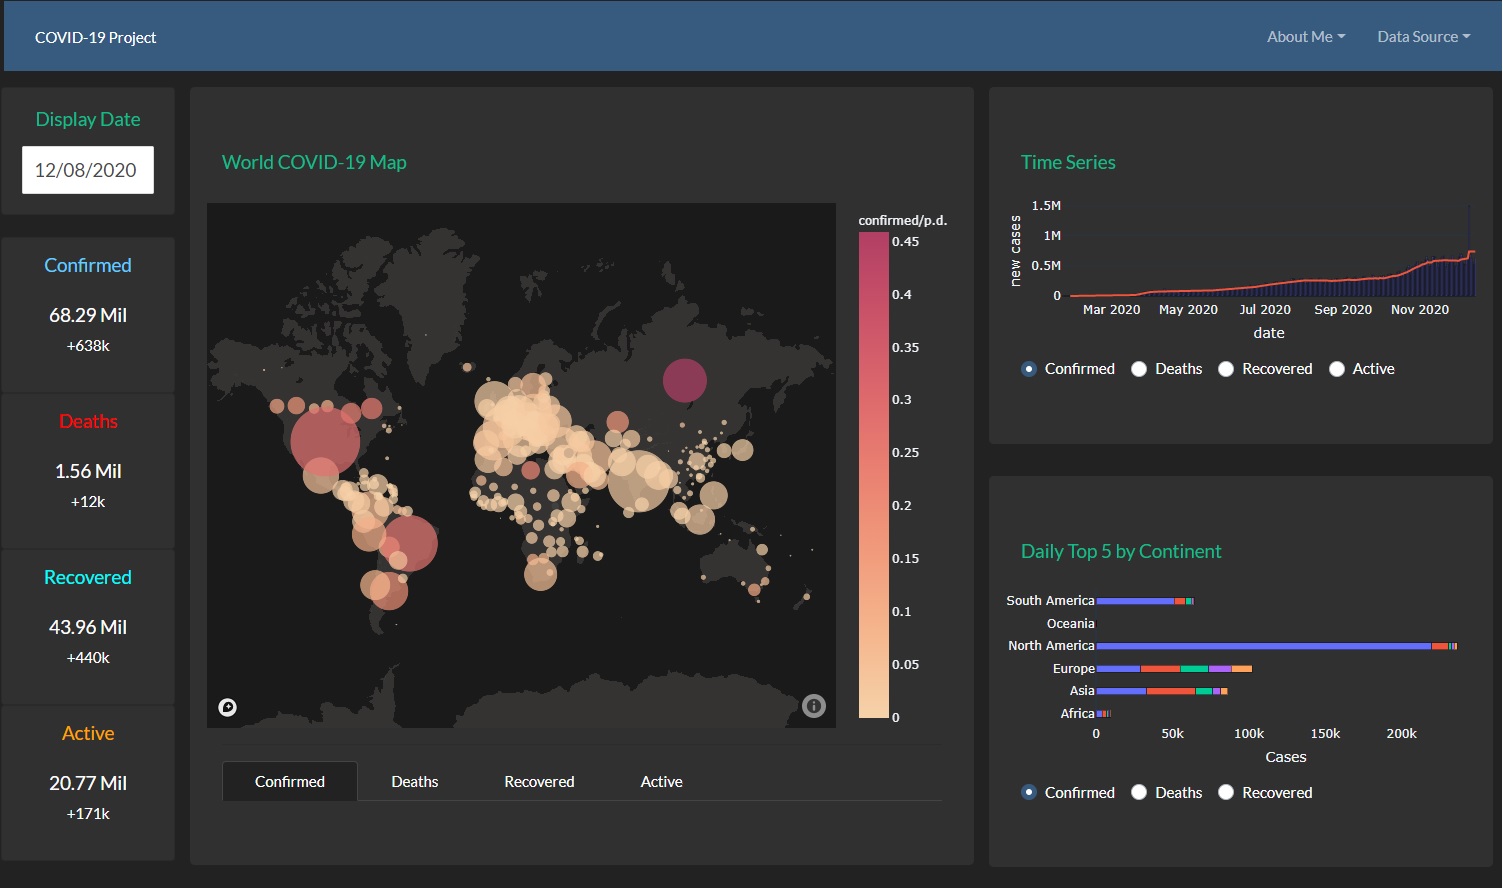 COVID-19 Project
About Me
Data Source
Display Date
12/08/2020
Confirmed
68.29 Mil
+638k
Deaths
1.56 Mil
+12k
Recovered
43.96 Mil
+440k
Active
20.77 Mil
+171k
World COVID-19 Map
confirmed/p.d.
0.45
0.4
0.35
0.3
0.25
0.2
0.15
0.1
0.05
0
Confirmed Deaths Recovered Active
Time Series
new cases
1.5M
1M
0.5M
0
Mar 2020 May 2020 Jul 2020 Sep 2020 Nov 2020
date
Confirmed Deaths Recovered Active
Daily Top 5 by Continent
South America
Oceania
North America
Europe
Asia
Africa
0 50k 100k 150k 200k
Cases
Confirmed Deaths Recovered